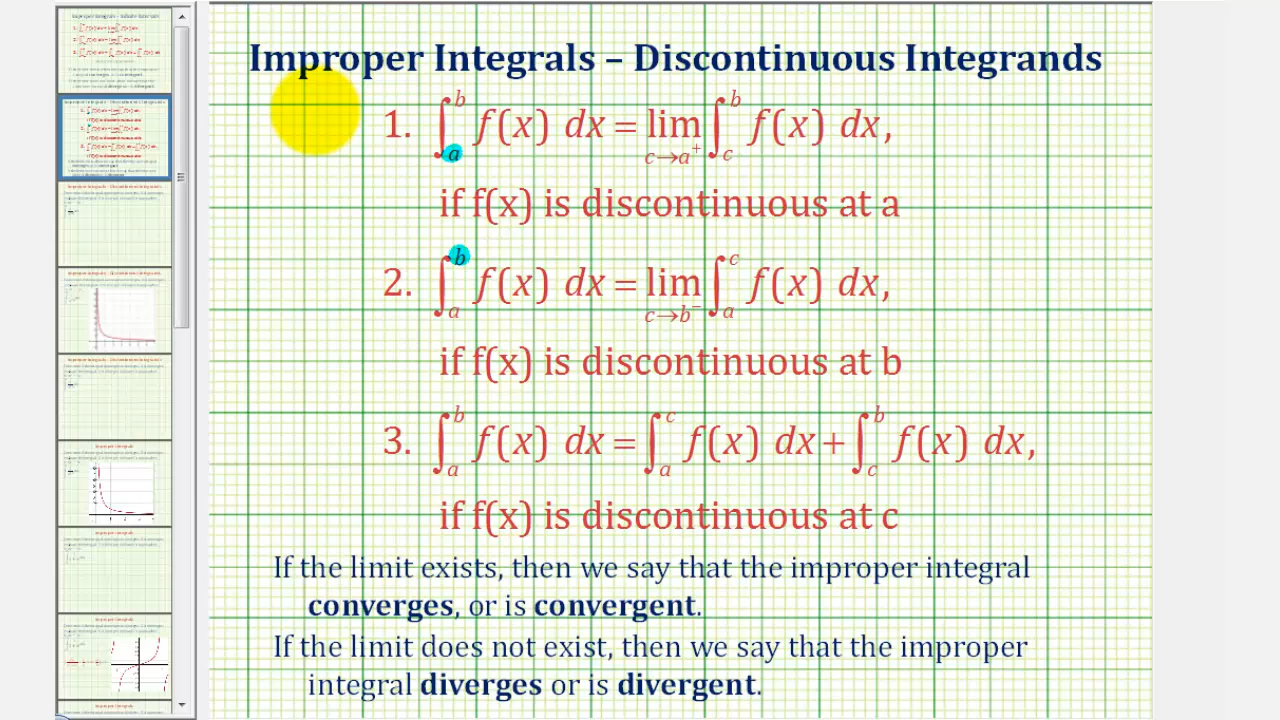 Improper Integrals – Discontinuous Integrands
1. ∫_a^b f(x) dx = lim_{c→a⁺} ∫_c^b f(x) dx,
if f(x) is discontinuous at a
2. ∫_a^b f(x) dx = lim_{c→b⁻} ∫_a^c f(x) dx,
if f(x) is discontinuous at b
3. ∫_a^b f(x) dx = ∫_a^c f(x) dx + ∫_c^b f(x) dx,
if f(x) is discontinuous at c
If the limit exists, then we say that the improper integral
converges, or is convergent.
If the limit does not exist, then we say that the improper
integral diverges or is divergent.